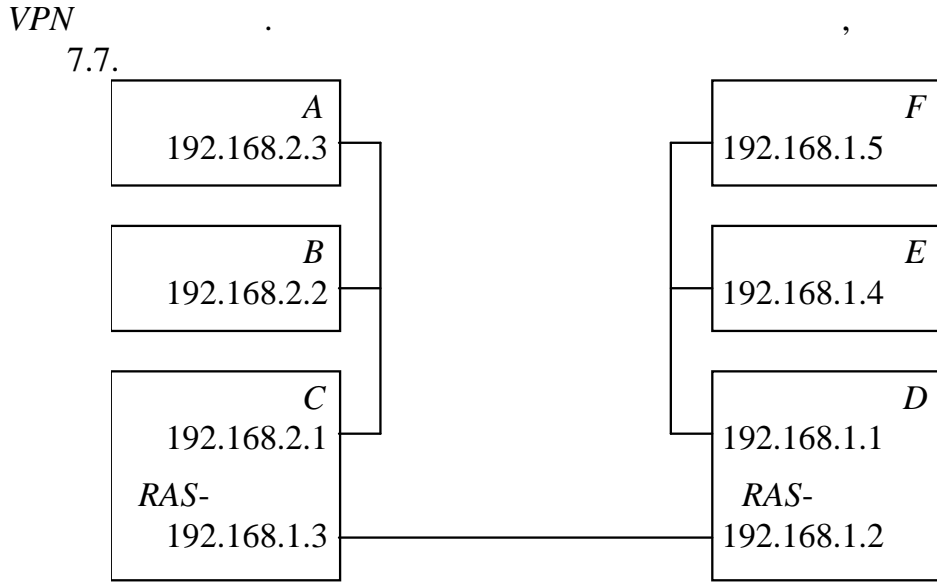 VPN . ,
7.7.
A
192.168.2.3
F
192.168.1.5
B
192.168.2.2
E
192.168.1.4
C
192.168.2.1
RAS-
192.168.1.3
D
192.168.1.1
RAS-
192.168.1.2